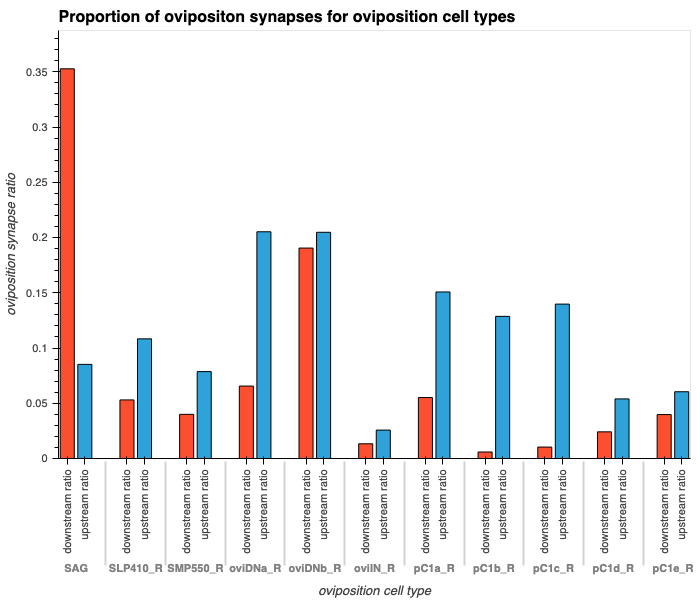 Proportion of ovipositon synapses for oviposition cell types
oviposition synapse ratio
0.35
0.3
0.25
0.2
0.15
0.1
0.05
0
downstream ratio
upstream ratio
downstream ratio
upstream ratio
downstream ratio
upstream ratio
downstream ratio
upstream ratio
downstream ratio
upstream ratio
downstream ratio
upstream ratio
downstream ratio
upstream ratio
downstream ratio
upstream ratio
downstream ratio
upstream ratio
downstream ratio
upstream ratio
downstream ratio
upstream ratio
SAG SLP410_R SMP550_R oviDNa_R oviDNb_R oviIN_R pC1a_R pC1b_R pC1c_R pC1d_R pC1e_R
oviposition cell type